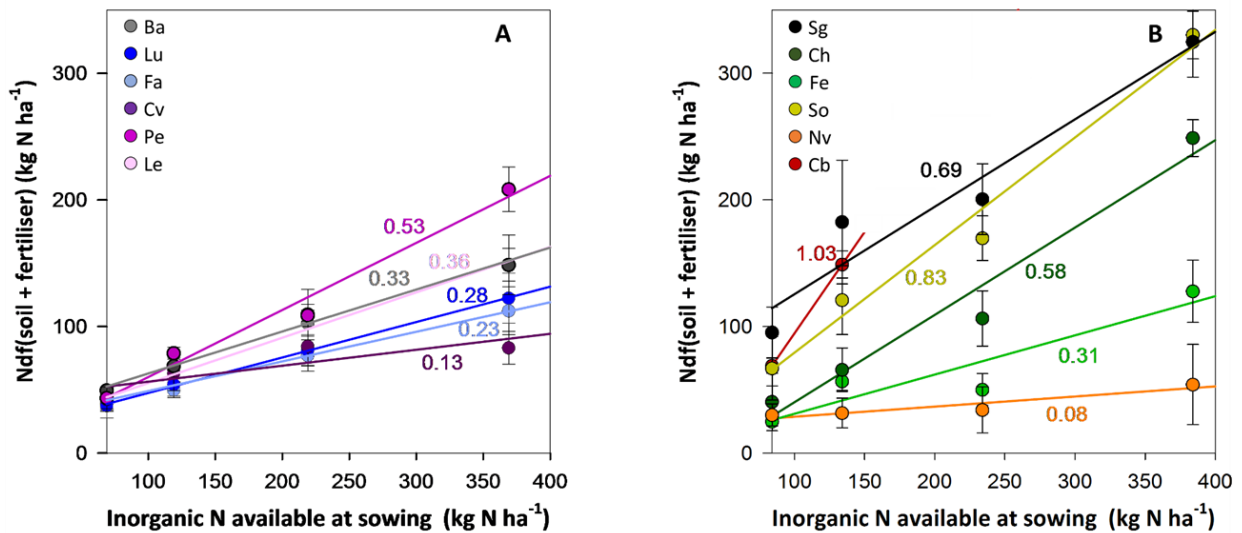 A
Ba
Lu
Fa
Cv
Pe
Le
Ndf(soil + fertiliser) (kg N ha⁻¹)
300
200
100
0
0.53
0.36
0.33
0.28
0.23
0.13
100 150 200 250 300 350 400
Inorganic N available at sowing (kg N ha⁻¹)
B
Sg
Ch
Fe
So
Nv
Cb
Ndf(soil + fertiliser) (kg N ha⁻¹)
300
200
100
0
0.69
1.03
0.83
0.58
0.31
0.08
100 150 200 250 300 350 400
Inorganic N available at sowing (kg N ha⁻¹)